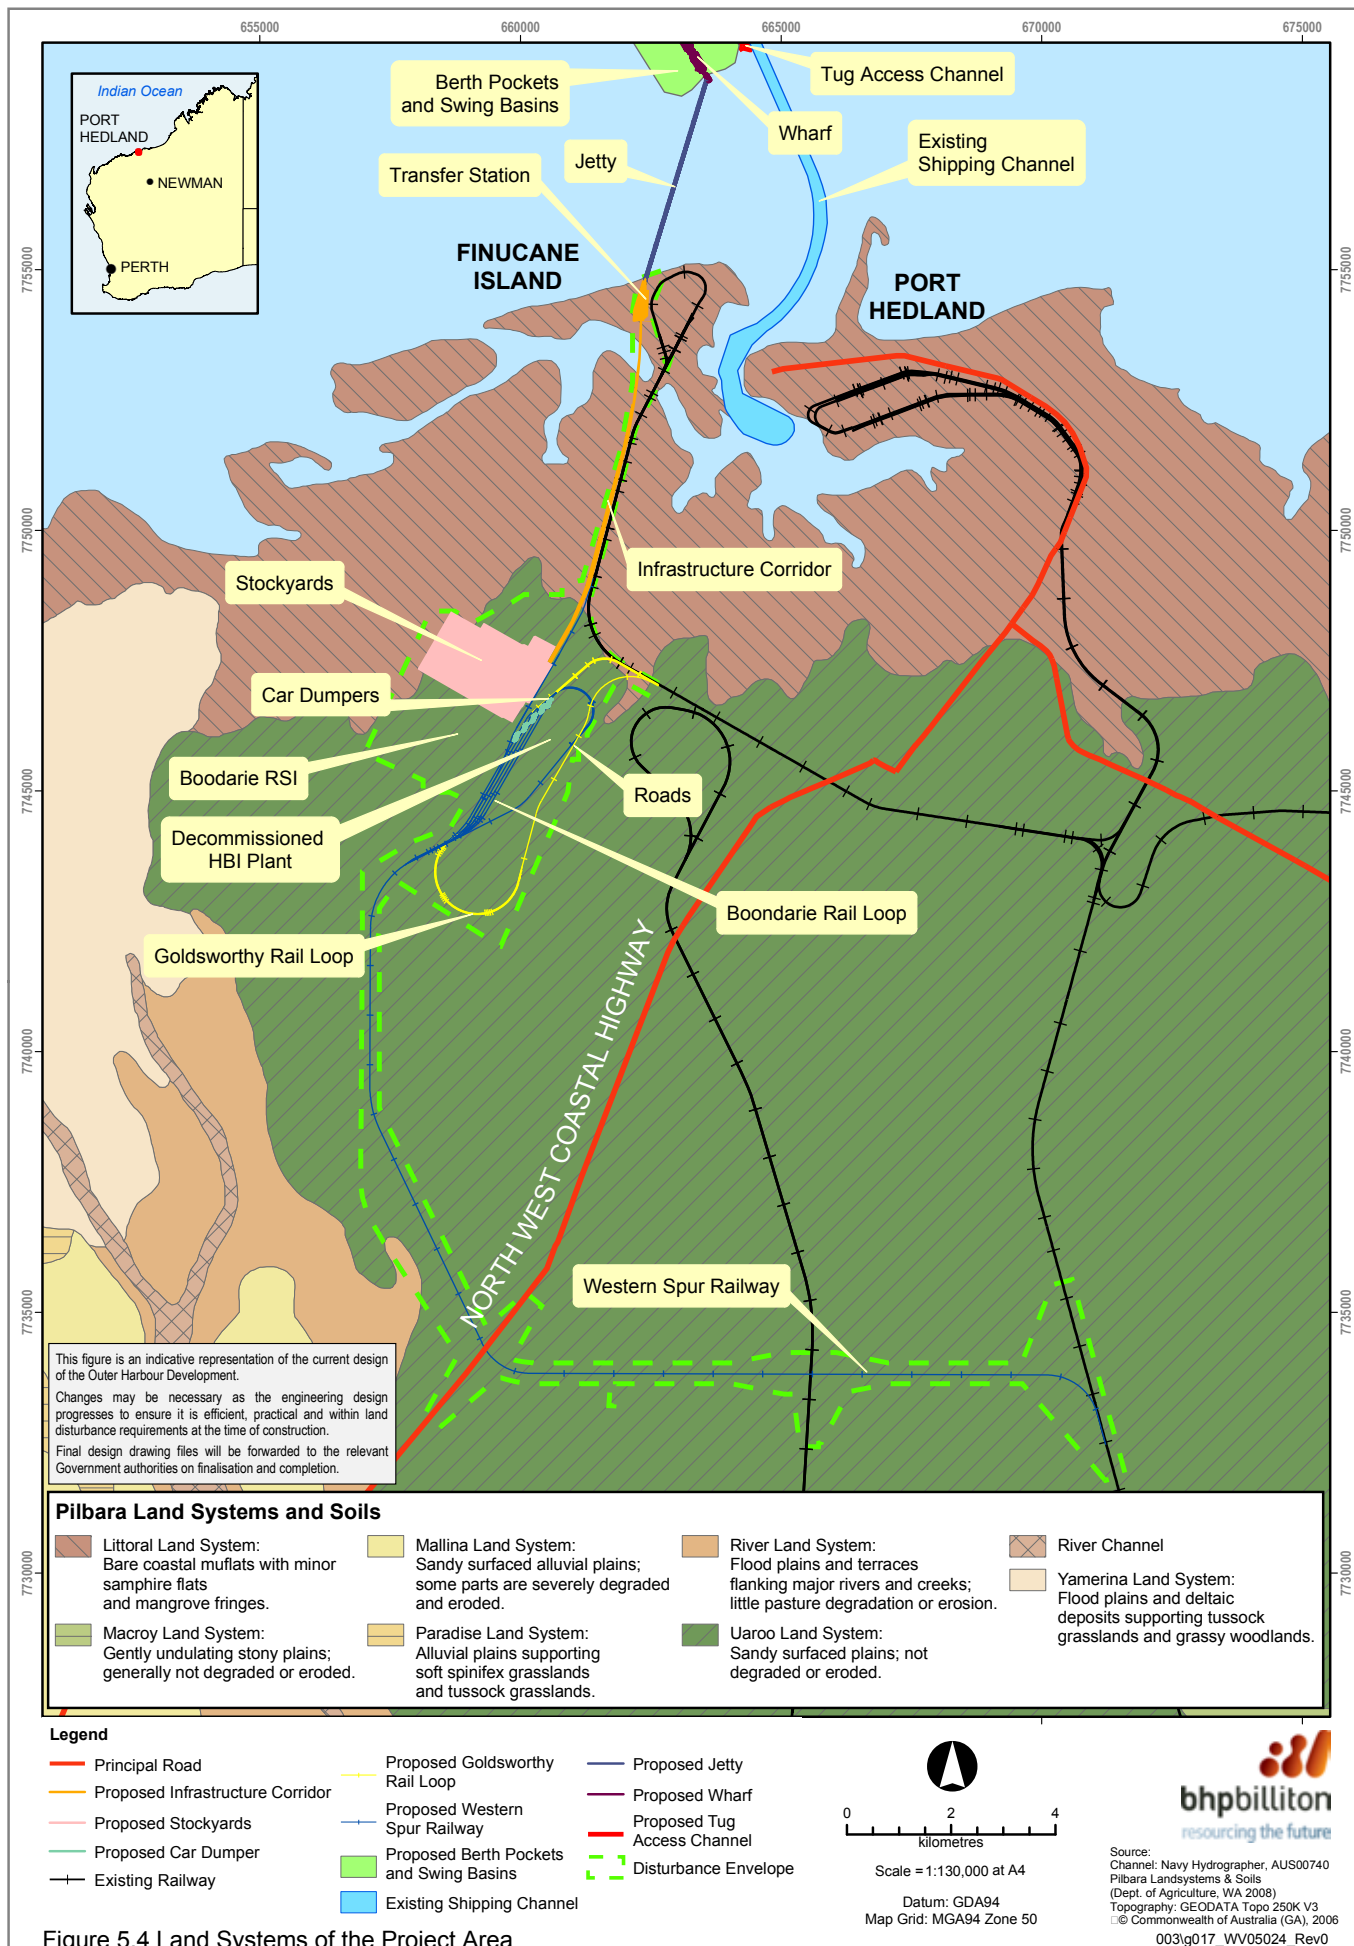 655000
660000
665000
670000
675000
Indian Ocean
PORT
HEDLAND
NEWMAN
PERTH
Berth Pockets
and Swing Basins
Tug Access Channel
Wharf
Existing
Shipping Channel
Jetty
Transfer Station
FINUCANE
ISLAND
PORT
HEDLAND
7755000
7755000
7750000
7750000
Infrastructure Corridor
Stockyards
Car Dumpers
Boodarie RSI
Roads
Decommissioned
HBI Plant
7745000
7745000
Boondarie Rail Loop
Goldsworthy Rail Loop
NORTH WEST COASTAL HIGHWAY
7740000
7740000
Western Spur Railway
7735000
7735000
This figure is an indicative representation of the current design
of the Outer Harbour Development.
Changes may be necessary as the engineering design
progresses to ensure it is efficient, practical and within land
disturbance requirements at the time of construction.
Final design drawing files will be forwarded to the relevant
Government authorities on finalisation and completion.
7730000
7730000
Pilbara Land Systems and Soils
Littoral Land System:
Bare coastal muflats with minor
samphire flats
and mangrove fringes.
Macroy Land System:
Gently undulating stony plains;
generally not degraded or eroded.
Mallina Land System:
Sandy surfaced alluvial plains;
some parts are severely degraded
and eroded.
Paradise Land System:
Alluvial plains supporting
soft spinifex grasslands
and tussock grasslands.
River Land System:
Flood plains and terraces
flanking major rivers and creeks;
little pasture degradation or erosion.
Uaroo Land System:
Sandy surfaced plains; not
degraded or eroded.
River Channel
Yamerina Land System:
Flood plains and deltaic
deposits supporting tussock
grasslands and grassy woodlands.
Legend
Principal Road
Proposed Infrastructure Corridor
Proposed Stockyards
Proposed Car Dumper
Existing Railway
Proposed Goldsworthy
Rail Loop
Proposed Western
Spur Railway
Proposed Berth Pockets
and Swing Basins
Existing Shipping Channel
Proposed Jetty
Proposed Wharf
Proposed Tug
Access Channel
Disturbance Envelope
0 2 4
kilometres
Scale = 1:130,000 at A4
Datum: GDA94
Map Grid: MGA94 Zone 50
bhpbilliton
resourcing the future
Source:
Channel: Navy Hydrographer, AUS00740
Pilbara Landsystems & Soils
(Dept. of Agriculture, WA 2008)
Topography: GEODATA Topo 250K V3
© Commonwealth of Australia (GA), 2006
003\g017_WV05024_Rev0
Figure 5.4 Land Systems of the Project Area